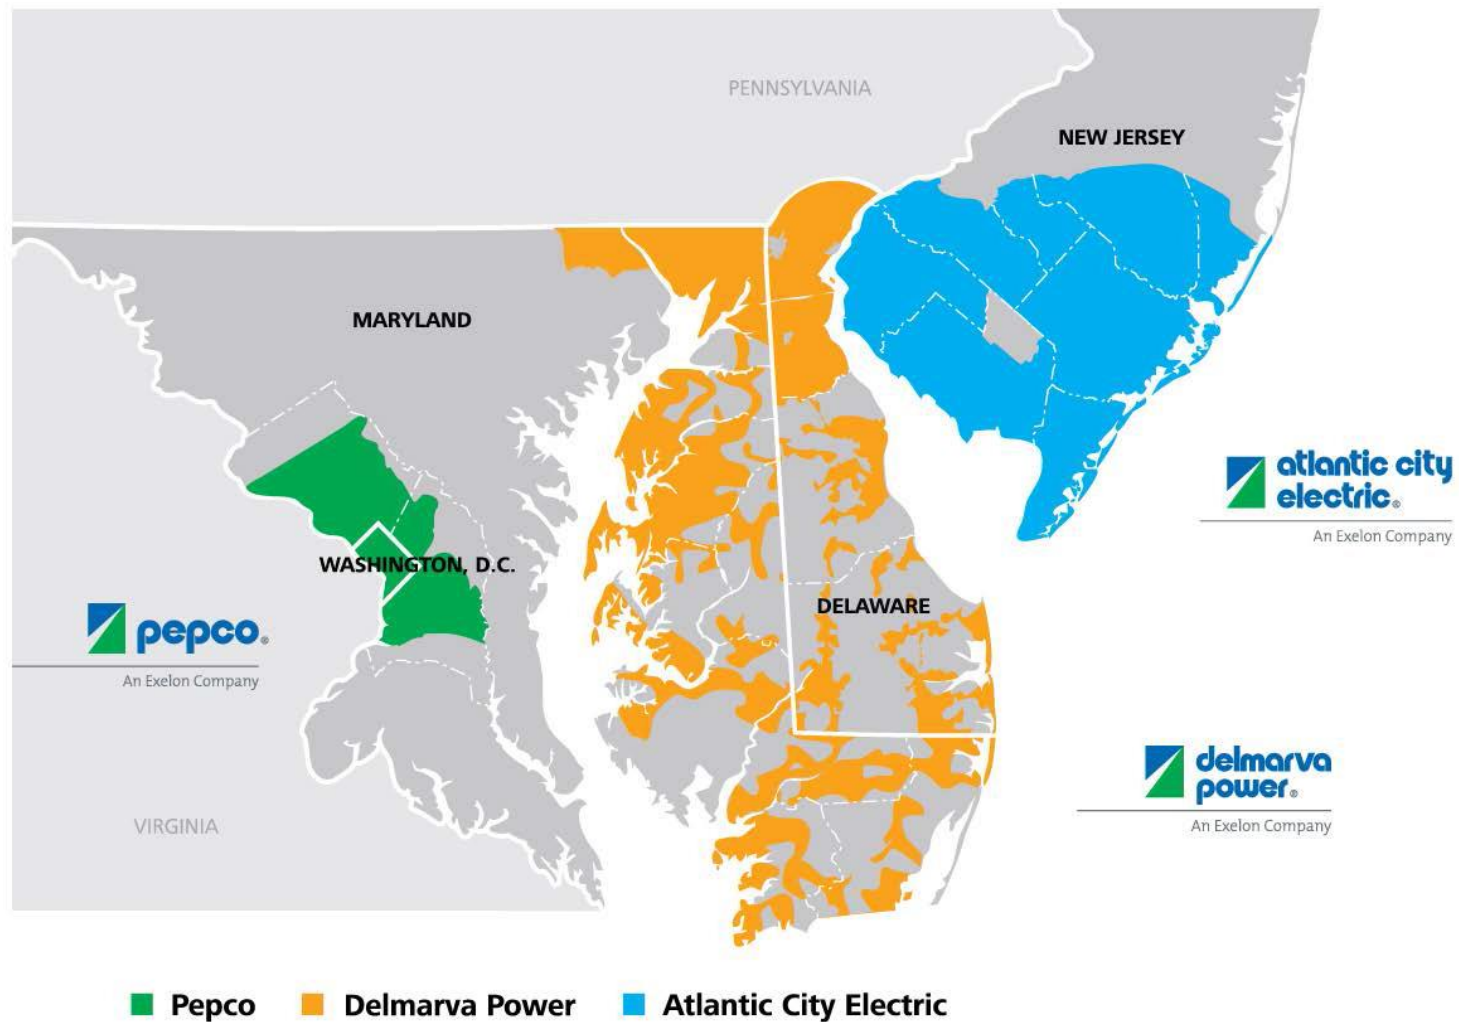 PENNSYLVANIA
NEW JERSEY
MARYLAND
atlantic city
electric®
An Exelon Company
WASHINGTON, D.C.
DELAWARE
pepco®
An Exelon Company
delmarva
power®
An Exelon Company
VIRGINIA
Pepco Delmarva Power Atlantic City Electric